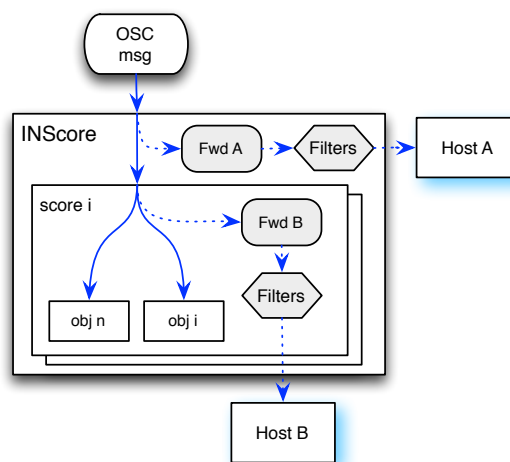 OSC
msg
INScore
Fwd A
Filters
Host A
score i
Fwd B
Filters
obj n
obj i
Host B